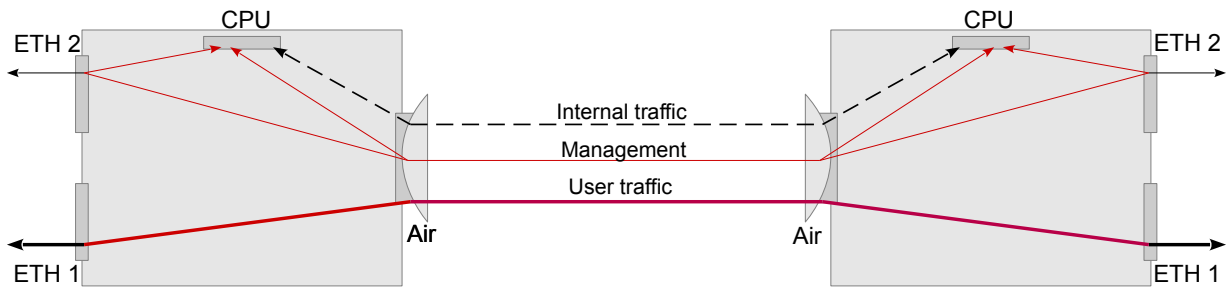 CPU
CPU
ETH 2
ETH 2
Internal traffic
Management
User traffic
Air
Air
ETH 1
ETH 1